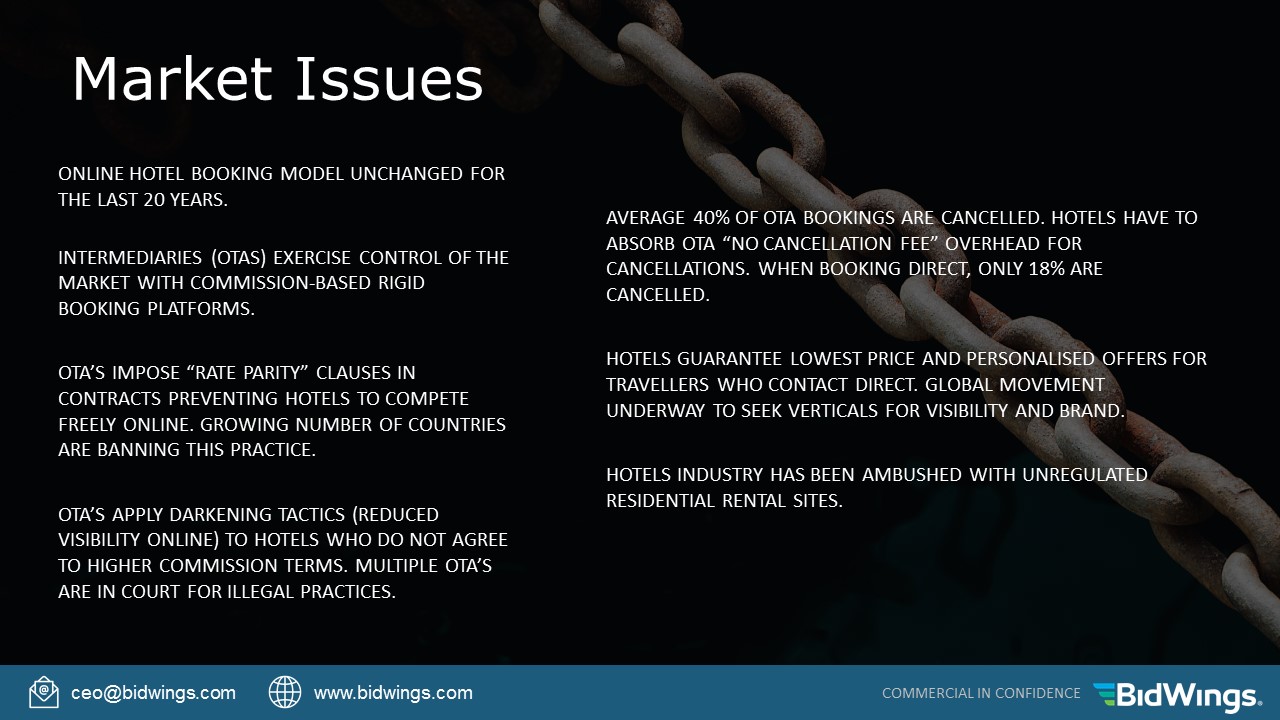 Market Issues
ONLINE HOTEL BOOKING MODEL UNCHANGED FOR
THE LAST 20 YEARS.
INTERMEDIARIES (OTAS) EXERCISE CONTROL OF THE
MARKET WITH COMMISSION-BASED RIGID
BOOKING PLATFORMS.
OTA’S IMPOSE “RATE PARITY” CLAUSES IN
CONTRACTS PREVENTING HOTELS TO COMPETE
FREELY ONLINE. GROWING NUMBER OF COUNTRIES
ARE BANNING THIS PRACTICE.
OTA’S APPLY DARKENING TACTICS (REDUCED
VISIBILITY ONLINE) TO HOTELS WHO DO NOT AGREE
TO HIGHER COMMISSION TERMS. MULTIPLE OTA’S
ARE IN COURT FOR ILLEGAL PRACTICES.
AVERAGE 40% OF OTA BOOKINGS ARE CANCELLED. HOTELS HAVE TO
ABSORB OTA “NO CANCELLATION FEE” OVERHEAD FOR
CANCELLATIONS. WHEN BOOKING DIRECT, ONLY 18% ARE
CANCELLED.
HOTELS GUARANTEE LOWEST PRICE AND PERSONALISED OFFERS FOR
TRAVELLERS WHO CONTACT DIRECT. GLOBAL MOVEMENT
UNDERWAY TO SEEK VERTICALS FOR VISIBILITY AND BRAND.
HOTELS INDUSTRY HAS BEEN AMBUSHED WITH UNREGULATED
RESIDENTIAL RENTAL SITES.
ceo@bidwings.com
www.bidwings.com
COMMERCIAL IN CONFIDENCE
BidWings®